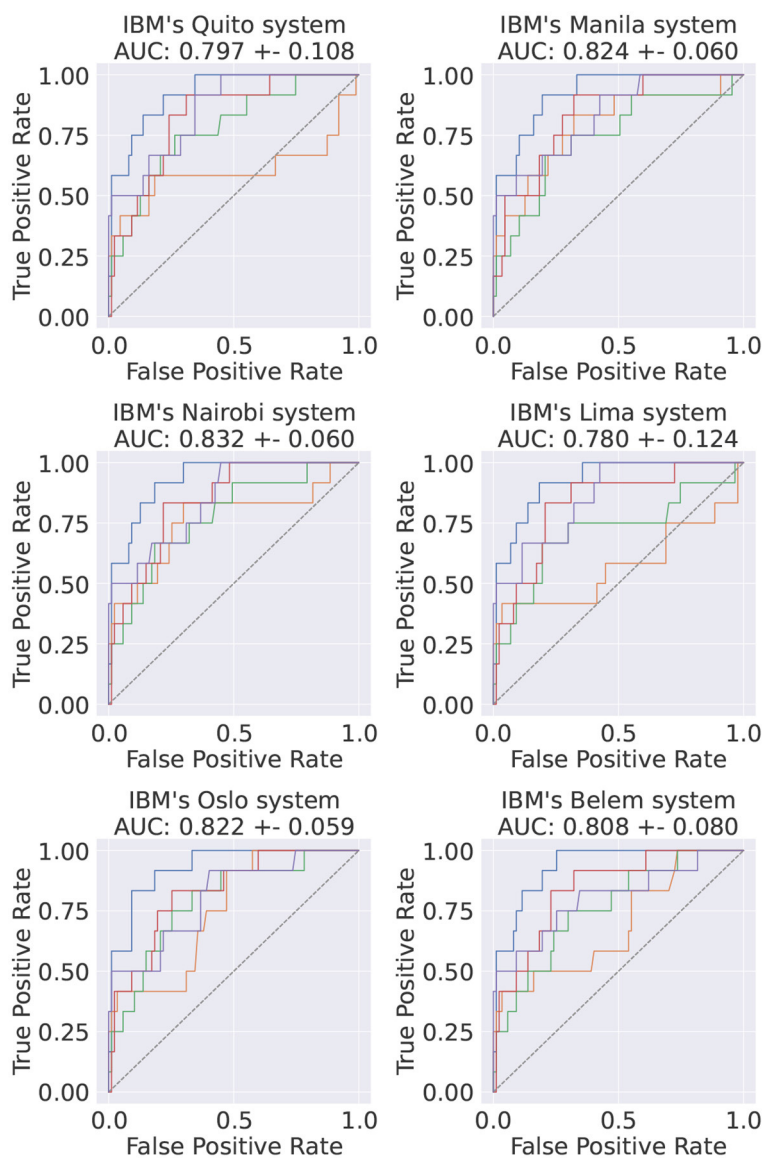 IBM's Quito system
AUC: 0.797 +- 0.108
True Positive Rate
1.00
0.75
0.50
0.25
0.00
0.0 0.5 1.0
False Positive Rate
IBM's Manila system
AUC: 0.824 +- 0.060
True Positive Rate
1.00
0.75
0.50
0.25
0.00
0.0 0.5 1.0
False Positive Rate
IBM's Nairobi system
AUC: 0.832 +- 0.060
True Positive Rate
1.00
0.75
0.50
0.25
0.00
0.0 0.5 1.0
False Positive Rate
IBM's Lima system
AUC: 0.780 +- 0.124
True Positive Rate
1.00
0.75
0.50
0.25
0.00
0.0 0.5 1.0
False Positive Rate
IBM's Oslo system
AUC: 0.822 +- 0.059
True Positive Rate
1.00
0.75
0.50
0.25
0.00
0.0 0.5 1.0
False Positive Rate
IBM's Belem system
AUC: 0.808 +- 0.080
True Positive Rate
1.00
0.75
0.50
0.25
0.00
0.0 0.5 1.0
False Positive Rate